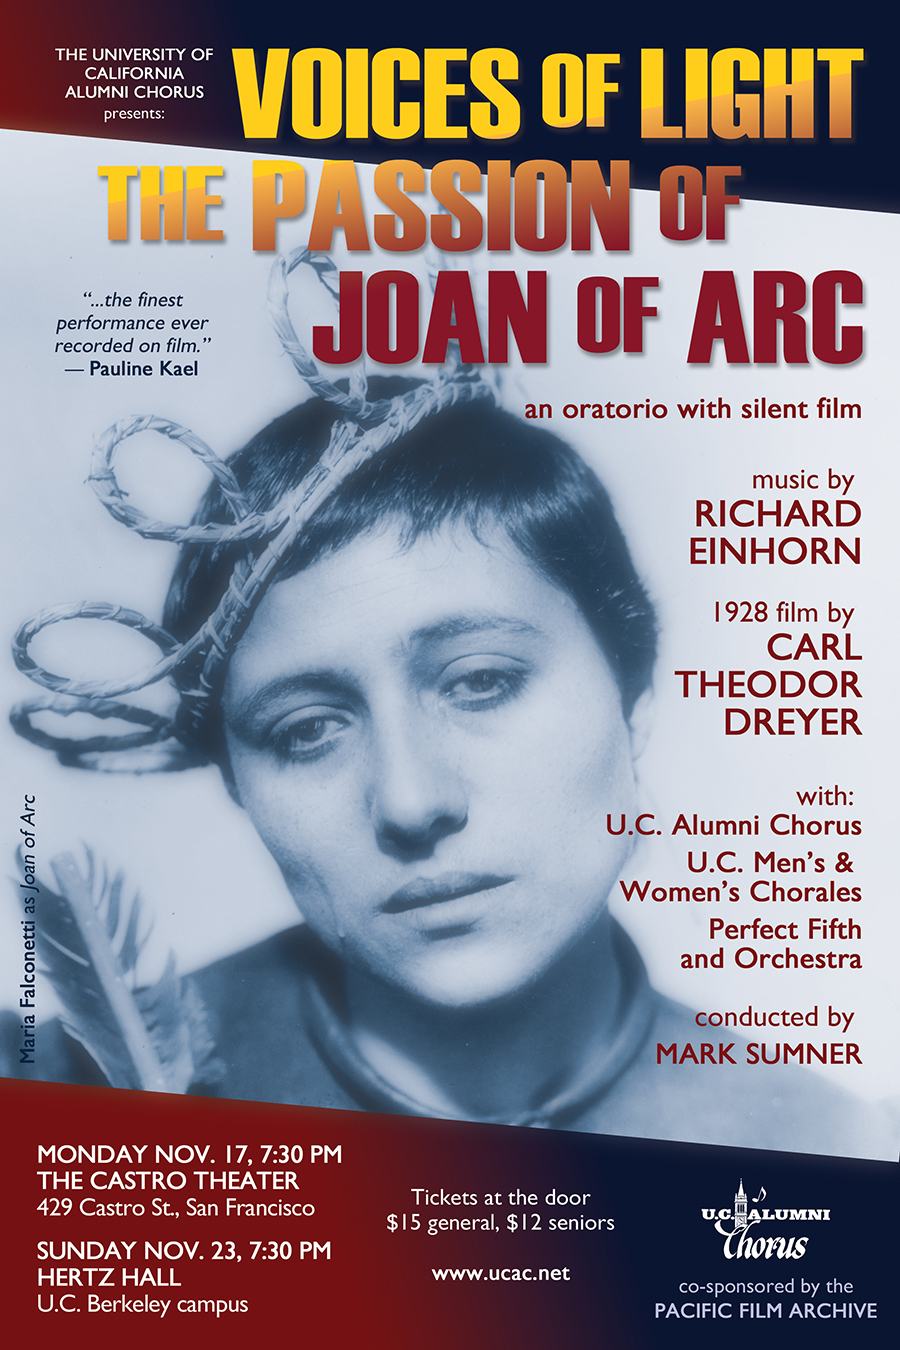 THE UNIVERSITY OF
CALIFORNIA
ALUMNI CHORUS
presents:
VOICES OF LIGHT
THE PASSION OF
JOAN OF ARC
“...the finest
performance ever
recorded on film.”
— Pauline Kael
an oratorio with silent film
music by
RICHARD
EINHORN
1928 film by
CARL
THEODOR
DREYER
with:
U.C. Alumni Chorus
U.C. Men’s &
Women’s Chorales
Perfect Fifth
and Orchestra
conducted by
MARK SUMNER
Maria Falconetti as Joan of Arc
MONDAY NOV. 17, 7:30 PM
THE CASTRO THEATER
429 Castro St., San Francisco
SUNDAY NOV. 23, 7:30 PM
HERTZ HALL
U.C. Berkeley campus
Tickets at the door
$15 general, $12 seniors
www.ucac.net
U.C. ALUMNI
Chorus
co-sponsored by the
PACIFIC FILM ARCHIVE